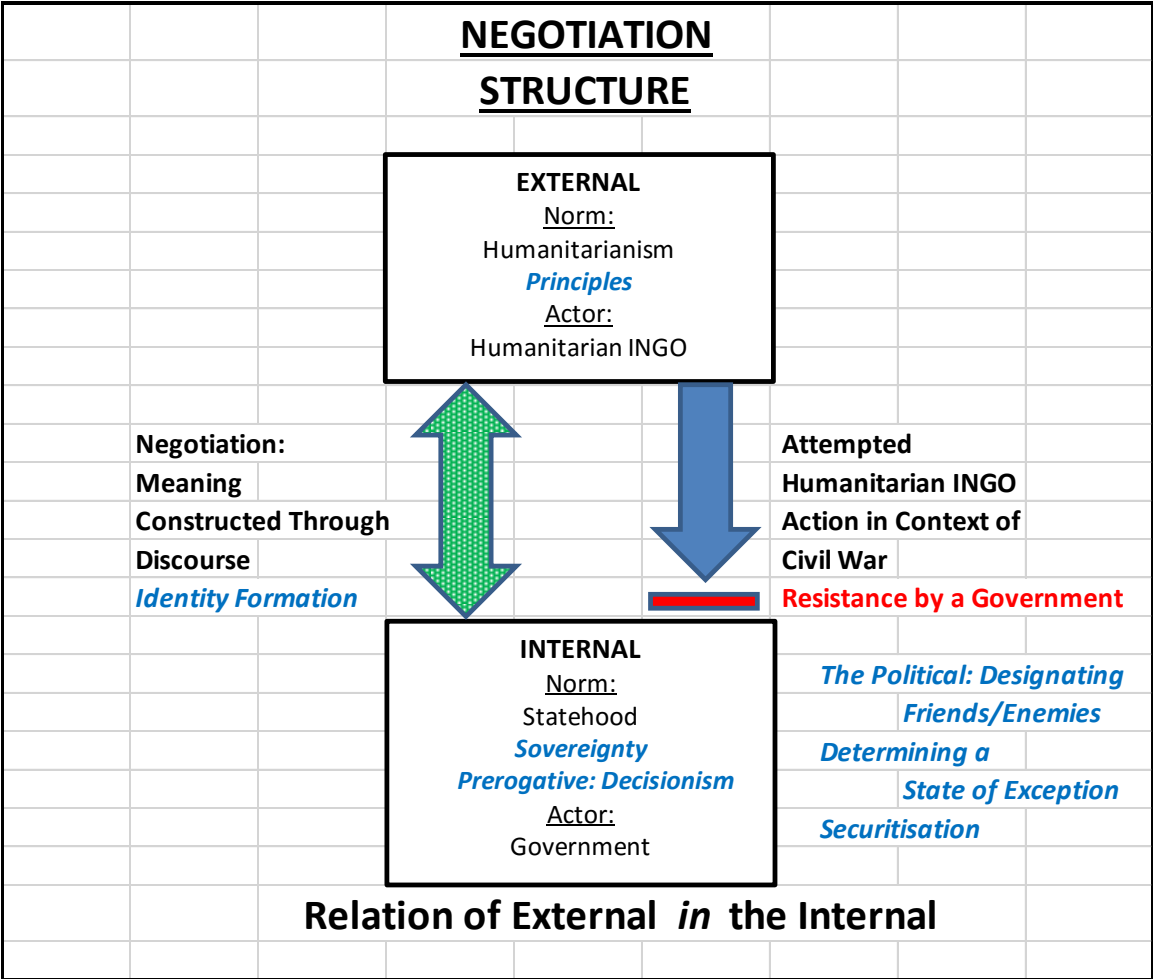 NEGOTIATION
STRUCTURE
EXTERNAL
Norm:
Humanitarianism
Principles
Actor:
Humanitarian INGO
Negotiation:
Meaning
Constructed Through
Discourse
Identity Formation
Attempted
Humanitarian INGO
Action in Context of
Civil War
Resistance by a Government
INTERNAL
Norm:
Statehood
Sovereignty
Prerogative: Decisionism
Actor:
Government
The Political: Designating
Friends/Enemies
Determining a
State of Exception
Securitisation
Relation of External in the Internal